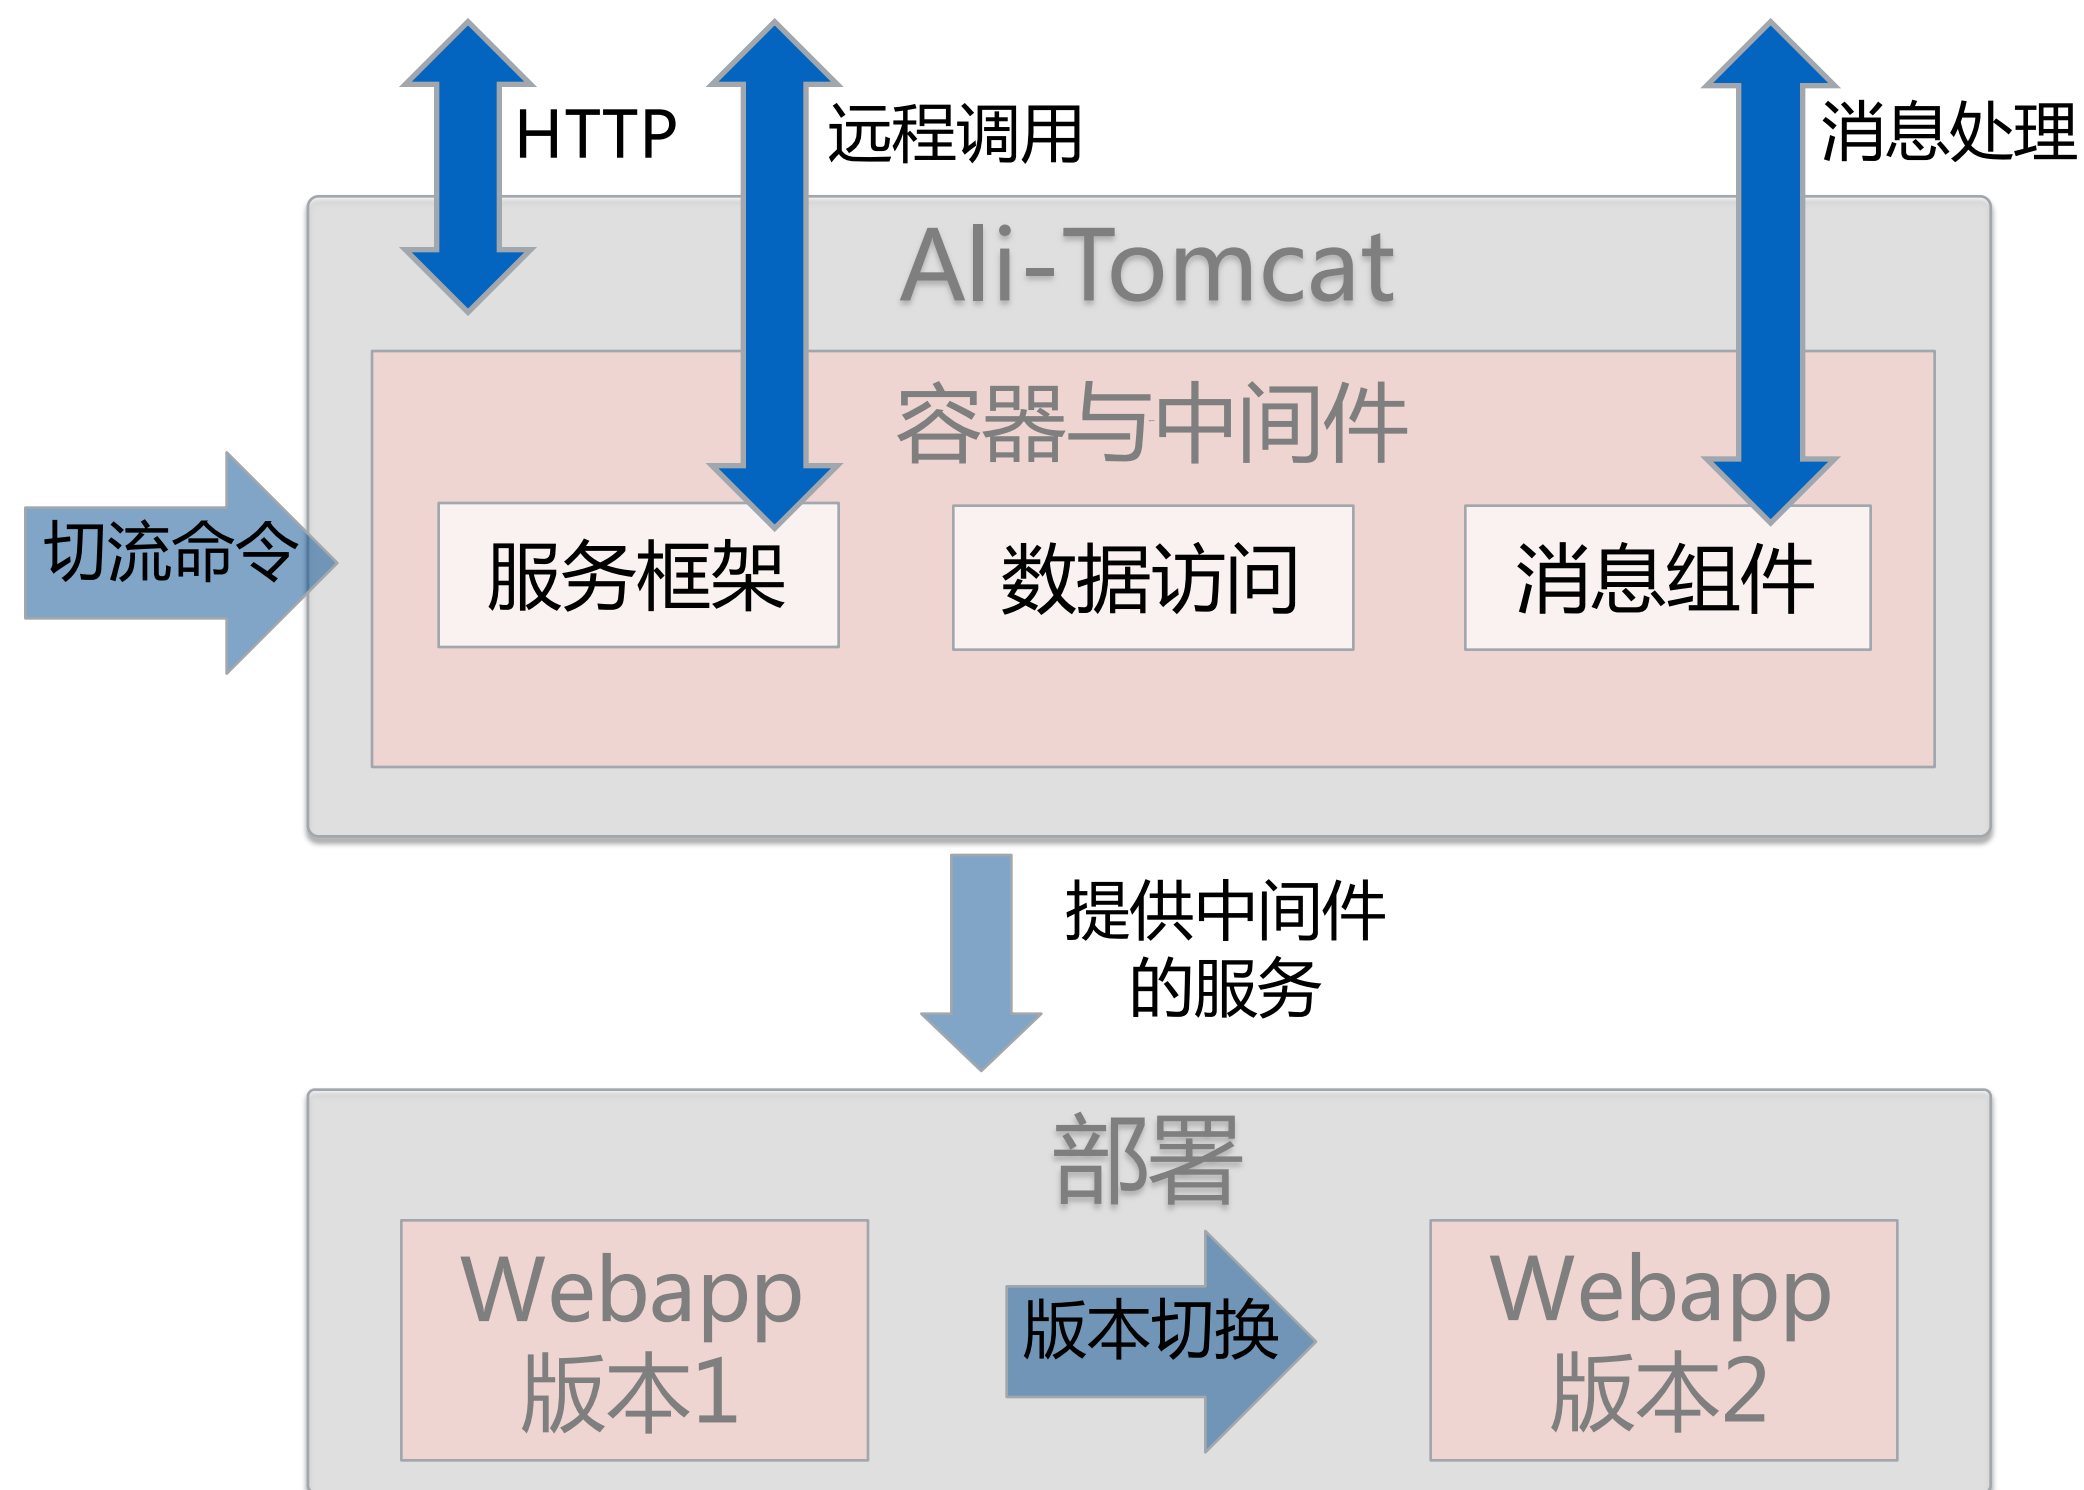 HTTP
远程调用
消息处理
Ali-Tomcat
容器与中间件
切流命令
服务框架
数据访问
消息组件
提供中间件
的服务
部署
Webapp
版本1
版本切换
Webapp
版本2